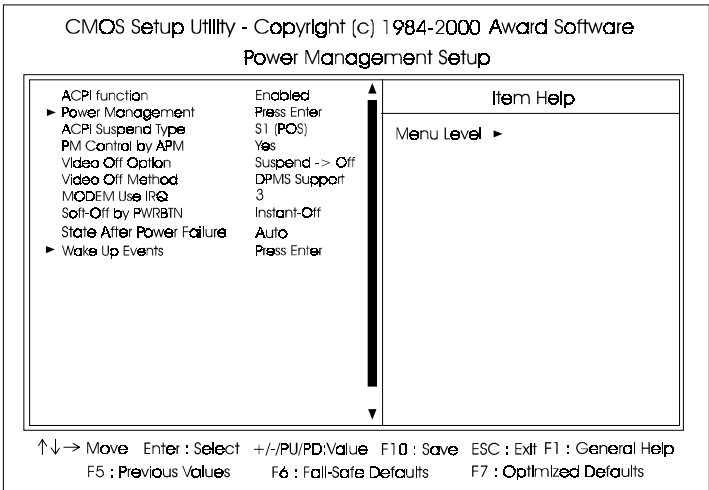 CMOS Setup Utility - Copyright (c) 1984-2000 Award Software
Power Management Setup
ACPI function Enabled
► Power Management Press Enter
ACPI Suspend Type S1 (POS)
PM Control by APM Yes
Video Off Option Suspend -> Off
Video Off Method DPMS Support
MODEM Use IRQ 3
Soft-Off by PWRBTN Instant-Off
State After Power Failure Auto
► Wake Up Events Press Enter
Item Help
Menu Level ►
↑↓→ Move Enter : Select +/-/PU/PD:Value F10 : Save ESC : Exit F1 : General Help
F5 : Previous Values F6 : Fail-Safe Defaults F7 : Optimized Defaults